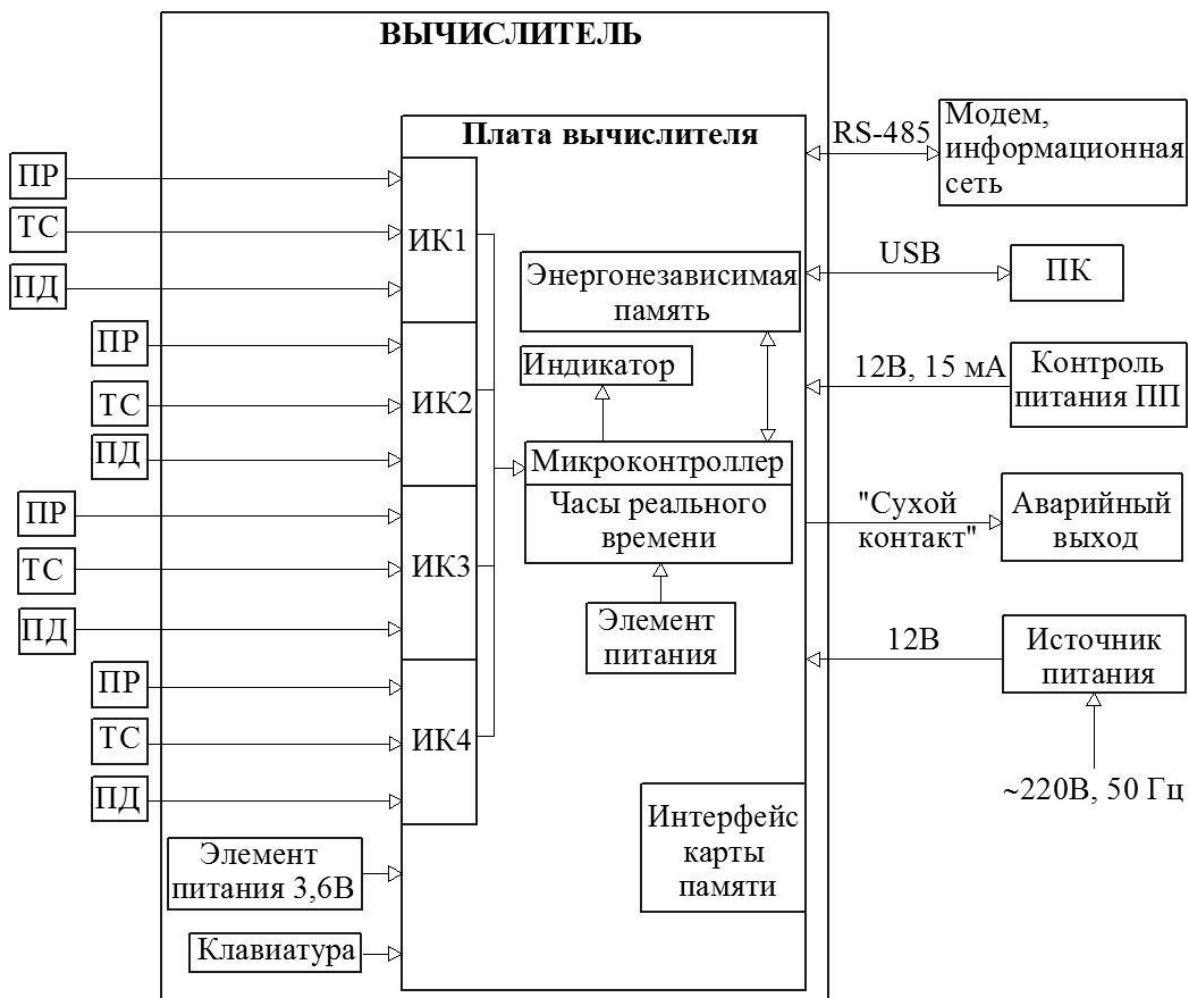 ВЫЧИСЛИТЕЛЬ
Плата вычислителя
ПР
ТС
ПД
ИК1
ПР
ТС
ПД
ИК2
ПР
ТС
ПД
ИК3
ПР
ТС
ПД
ИК4
Элемент
питания 3,6В
Клавиатура
Энергонезависимая
память
Индикатор
Микроконтроллер
Часы реального
времени
Элемент
питания
Интерфейс
карты
памяти
RS-485
Модем,
информационная
сеть
USB
ПК
12В, 15 мА
Контроль
питания ПП
"Сухой
контакт"
Аварийный
выход
12В
Источник
питания
~220В, 50 Гц